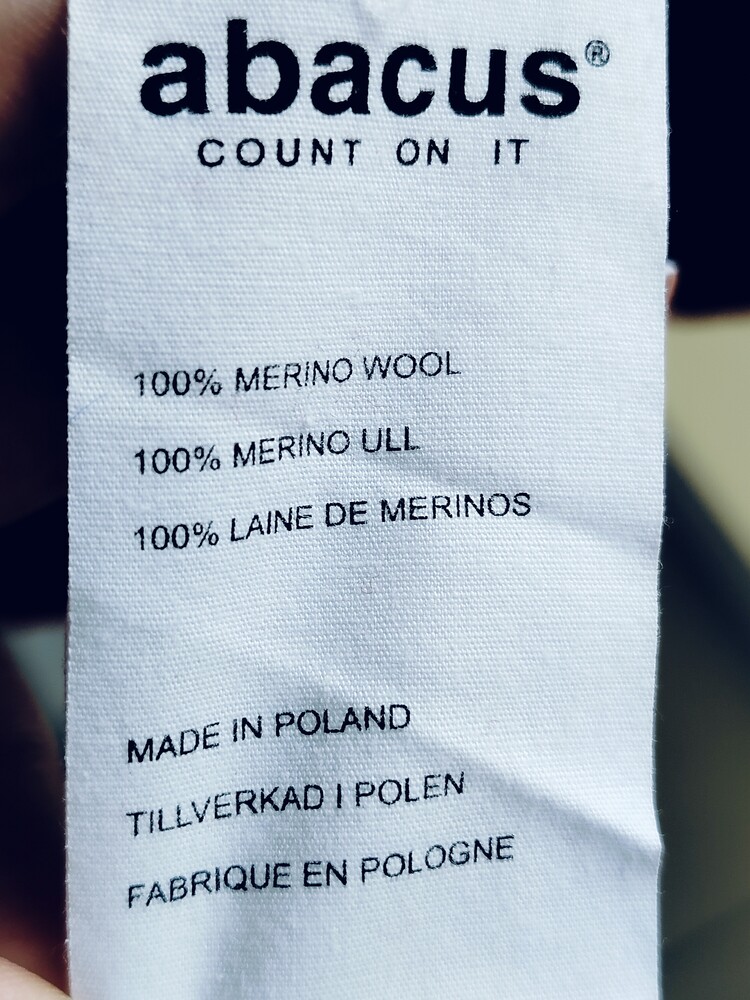 abacus®
COUNT ON IT
100% MERINO WOOL
100% MERINO ULL
100% LAINE DE MERINOS
MADE IN POLAND
TILLVERKAD I POLEN
FABRIQUE EN POLOGNE